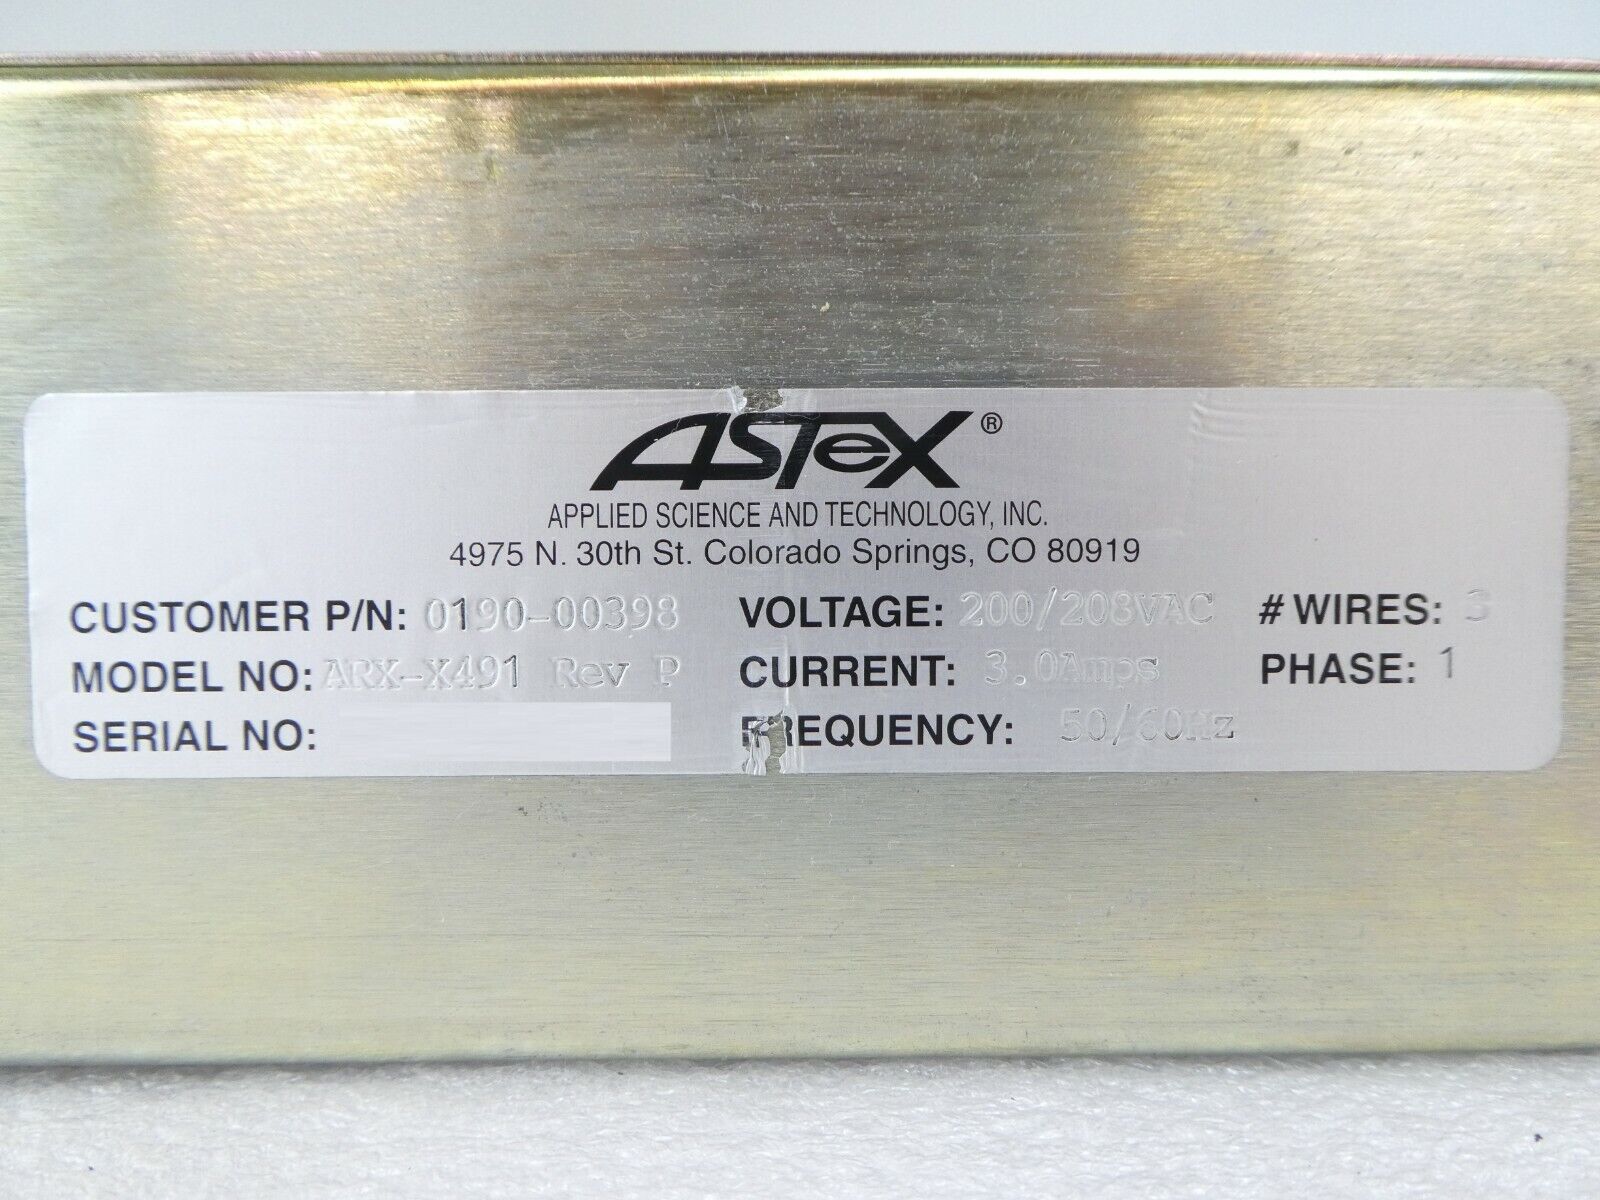 ASTeX®
APPLIED SCIENCE AND TECHNOLOGY, INC.
4975 N. 30th St. Colorado Springs, CO 80919
CUSTOMER P/N: 0190-00398 VOLTAGE: 200/208VAC # WIRES: 3
MODEL NO: ARX-X491 Rev P CURRENT: 3.0Amps PHASE: 1
SERIAL NO: FREQUENCY: 50/60Hz